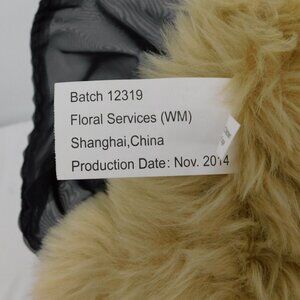 Batch 12319
Floral Services (WM)
Shanghai,China
Production Date: Nov. 2014